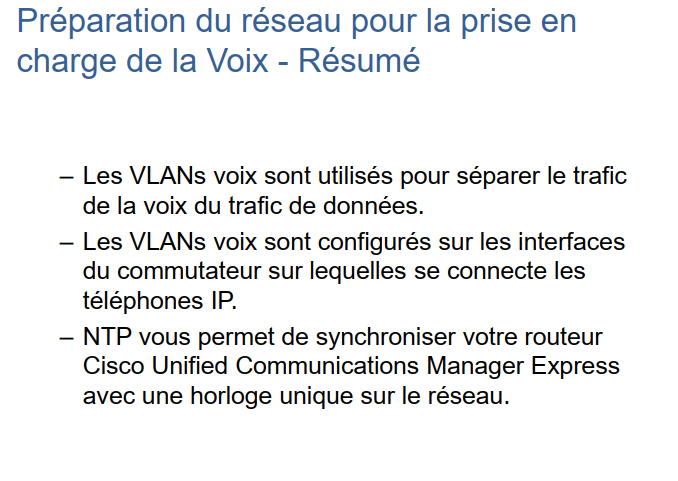 Préparation du réseau pour la prise en
charge de la Voix - Résumé
– Les VLANs voix sont utilisés pour séparer le trafic
de la voix du trafic de données.
– Les VLANs voix sont configurés sur les interfaces
du commutateur sur lequelles se connecte les
téléphones IP.
– NTP vous permet de synchroniser votre routeur
Cisco Unified Communications Manager Express
avec une horloge unique sur le réseau.